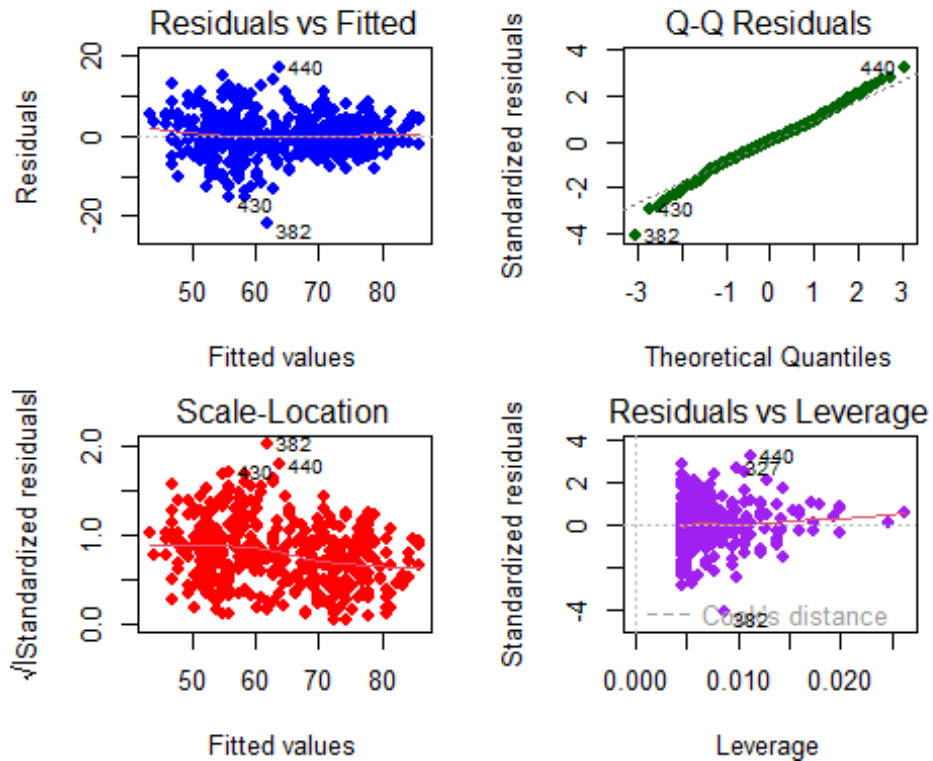 Residuals vs Fitted
Residuals
20
0
-20
440
430
382
50 60 70 80
Fitted values
Q-Q Residuals
Standardized residuals
4
2
0
-2
-4
440
430
382
-3 -1 0 1 2 3
Theoretical Quantiles
Scale-Location
√|Standardized residuals|
2.0
1.0
0.0
382
430
440
50 60 70 80
Fitted values
Residuals vs Leverage
Standardized residuals
4
2
0
-4
440
327
Cook's distance
382
0.000 0.010 0.020
Leverage